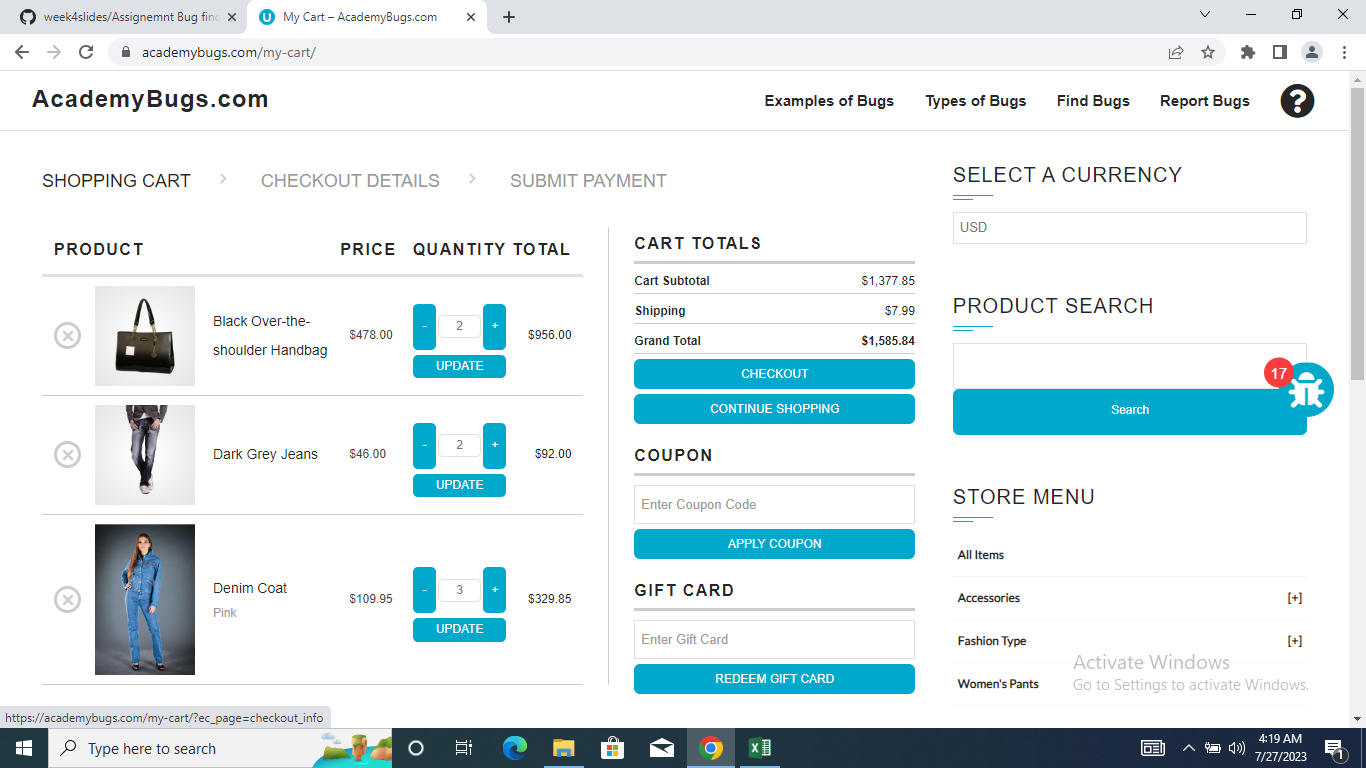 week4slides/Assignemnt Bug find
My Cart – AcademyBugs.com
academybugs.com/my-cart/
AcademyBugs.com
Examples of Bugs
Types of Bugs
Find Bugs
Report Bugs
?
SHOPPING CART
CHECKOUT DETAILS
SUBMIT PAYMENT
PRODUCT PRICE QUANTITY TOTAL
Black Over-the-
shoulder Handbag
$478.00
- 2 +
UPDATE
$956.00
Dark Grey Jeans
$46.00
- 2 +
UPDATE
$92.00
Denim Coat
Pink
$109.95
- 3 +
UPDATE
$329.85
CART TOTALS
Cart Subtotal $1,377.85
Shipping $7.99
Grand Total $1,585.84
CHECKOUT
CONTINUE SHOPPING
COUPON
Enter Coupon Code
APPLY COUPON
GIFT CARD
Enter Gift Card
REDEEM GIFT CARD
SELECT A CURRENCY
USD
PRODUCT SEARCH
17
Search
STORE MENU
All Items
Accessories [+]
Fashion Type [+]
Women's Pants
Activate Windows
Go to Settings to activate Windows.
https://academybugs.com/my-cart/?ec_page=checkout_info
Type here to search
4:19 AM
7/27/2023
1